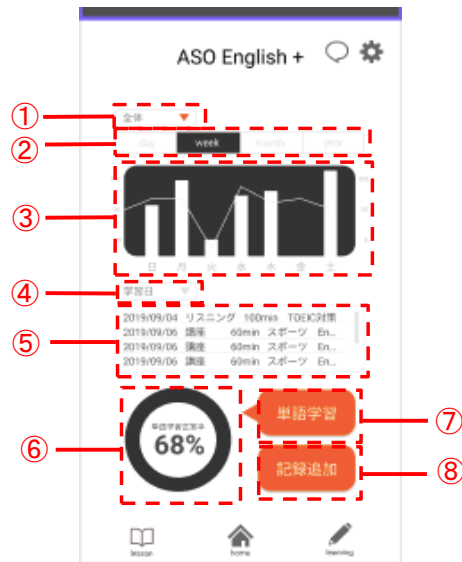 ASO English +
① 全体
② day week month year
③
日 月 火 水 木 金 土
④ 学習日
⑤ 2019/09/04 リスニング 100min TOEIC対策
2019/09/06 講座 60min スポーツ En...
2019/09/06 講座 60min スポーツ En...
2019/09/06 講座 60min スポーツ En...
⑥ 単語学習正答率
68%
単語学習 ⑦
記録追加 ⑧
lesson home learning